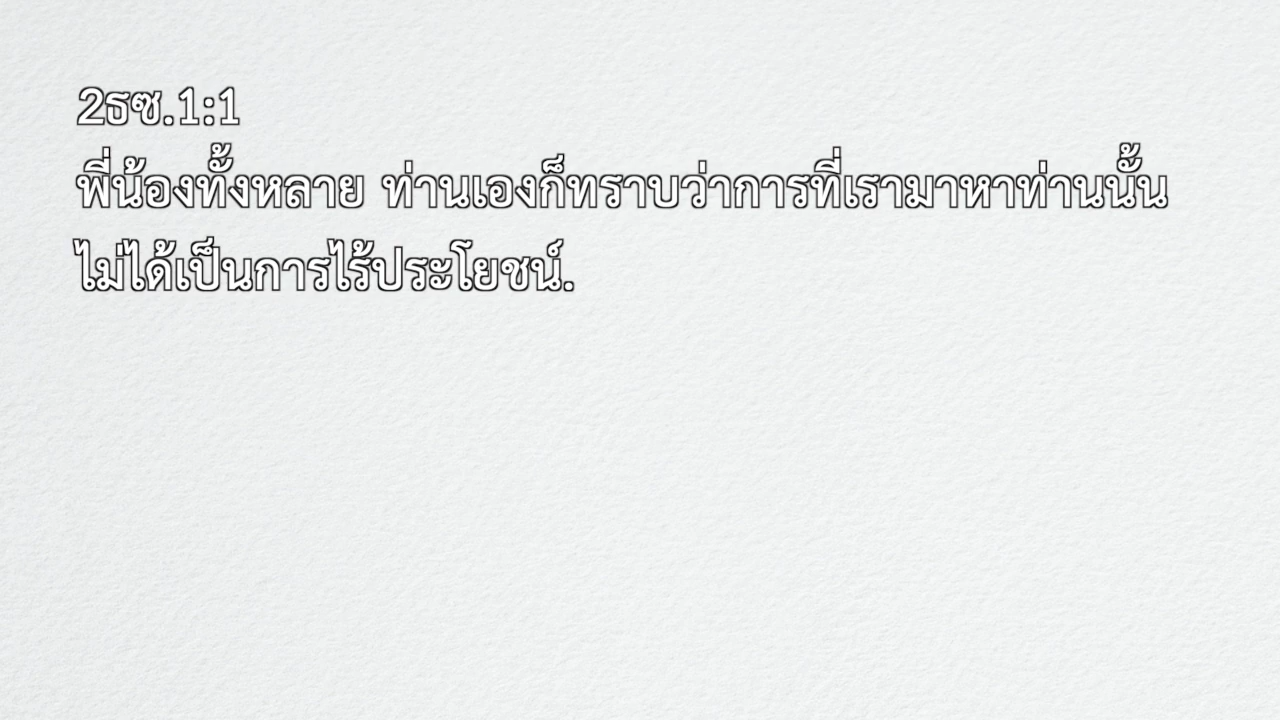 2ธซ.1:1
พี่น้องทั้งหลาย ท่านเองก็ทราบว่าการที่เรามาหาท่านนั้น
ไม่ได้เป็นการไร้ประโยชน์.